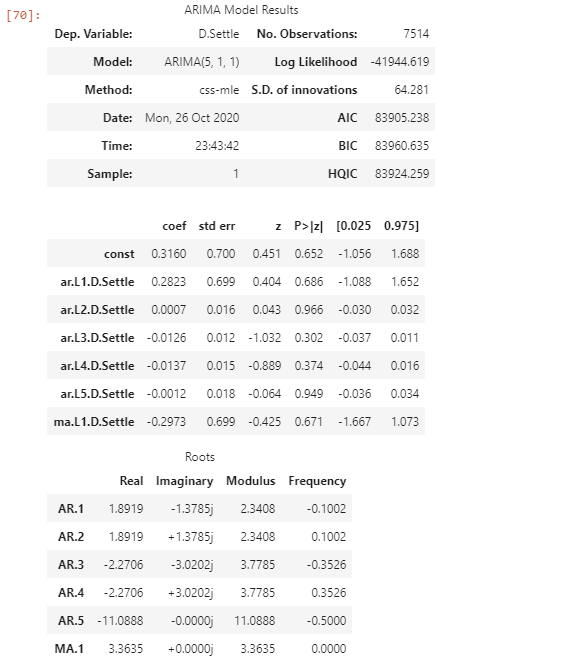 [70]:
ARIMA Model Results
Dep. Variable: D.Settle No. Observations: 7514
Model: ARIMA(5, 1, 1) Log Likelihood -41944.619
Method: css-mle S.D. of innovations 64.281
Date: Mon, 26 Oct 2020 AIC 83905.238
Time: 23:43:42 BIC 83960.635
Sample: 1 HQIC 83924.259
coef std err z P>|z| [0.025 0.975]
const 0.3160 0.700 0.451 0.652 -1.056 1.688
ar.L1.D.Settle 0.2823 0.699 0.404 0.686 -1.088 1.652
ar.L2.D.Settle 0.0007 0.016 0.043 0.966 -0.030 0.032
ar.L3.D.Settle -0.0126 0.012 -1.032 0.302 -0.037 0.011
ar.L4.D.Settle -0.0137 0.015 -0.889 0.374 -0.044 0.016
ar.L5.D.Settle -0.0012 0.018 -0.064 0.949 -0.036 0.034
ma.L1.D.Settle -0.2973 0.699 -0.425 0.671 -1.667 1.073
Roots
Real Imaginary Modulus Frequency
AR.1 1.8919 -1.3785j 2.3408 -0.1002
AR.2 1.8919 +1.3785j 2.3408 0.1002
AR.3 -2.2706 -3.0202j 3.7785 -0.3526
AR.4 -2.2706 +3.0202j 3.7785 0.3526
AR.5 -11.0888 -0.0000j 11.0888 -0.5000
MA.1 3.3635 +0.0000j 3.3635 0.0000